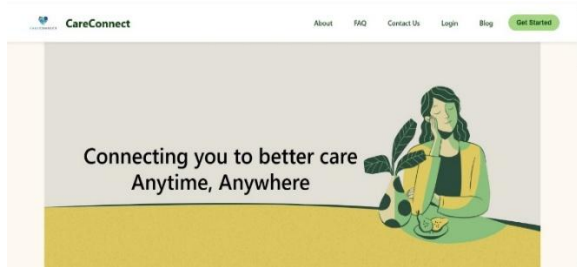 CareConnect
About FAQ Contact Us Login Blog Get Started
Connecting you to better care
Anytime, Anywhere